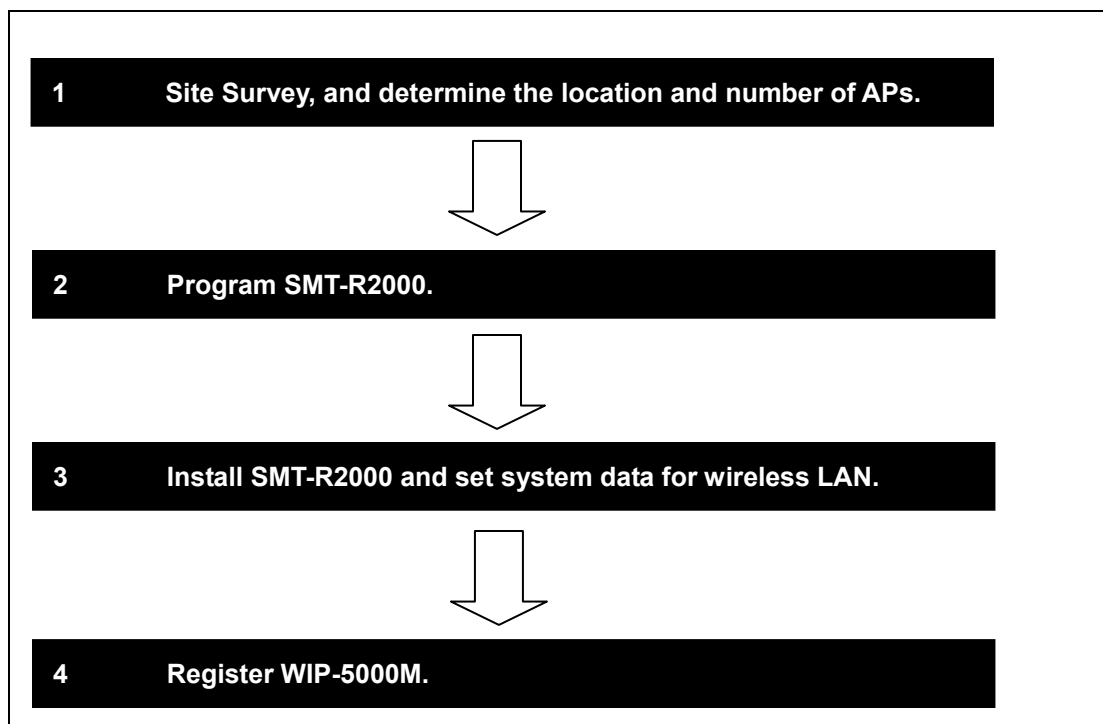 1 Site Survey, and determine the location and number of APs.
2 Program SMT-R2000.
3 Install SMT-R2000 and set system data for wireless LAN.
4 Register WIP-5000M.